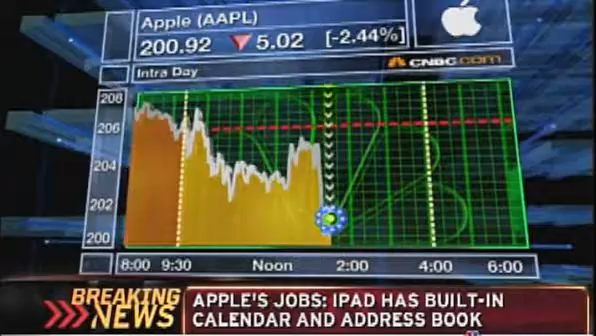 Apple (AAPL)
200.92 ▼ 5.02 [-2.44%]
CNBC.com
Intra Day
208
206
204
202
200
8:00 9:30 Noon 2:00 4:00 6:00
BREAKING NEWS
APPLE'S JOBS: IPAD HAS BUILT-IN
CALENDAR AND ADDRESS BOOK